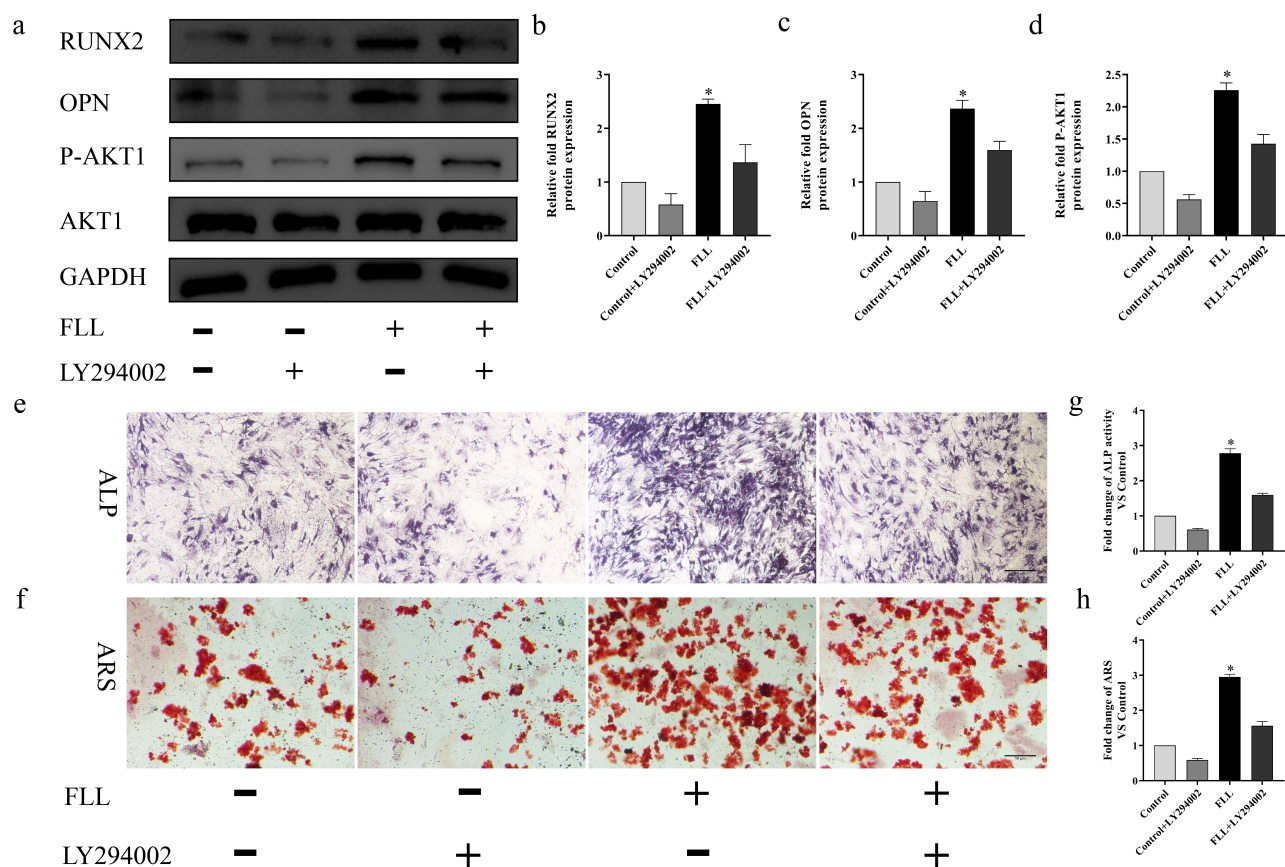 a
RUNX2
OPN
P-AKT1
AKT1
GAPDH
FLL − − + +
LY294002 − + − +
b
Relative fold RUNX2
protein expression
3
2
1
0
*
Control
Control+LY294002
FLL
FLL+LY294002
c
Relative fold OPN
protein expression
3
2
1
0
*
Control
Control+LY294002
FLL
FLL+LY294002
d
Relative fold P-AKT1
protein expression
2.5
2.0
1.5
1.0
0.5
0.0
*
Control
Control+LY294002
FLL
FLL+LY294002
e
ALP
f
ARS
FLL − − + +
LY294002 − + − +
g
Fold change of ALP activity
VS Control
4
3
2
1
0
*
Control
Control+LY294002
FLL
FLL+LY294002
h
Fold change of ARS
VS Control
4
3
2
1
0
*
Control
Control+LY294002
FLL
FLL+LY294002